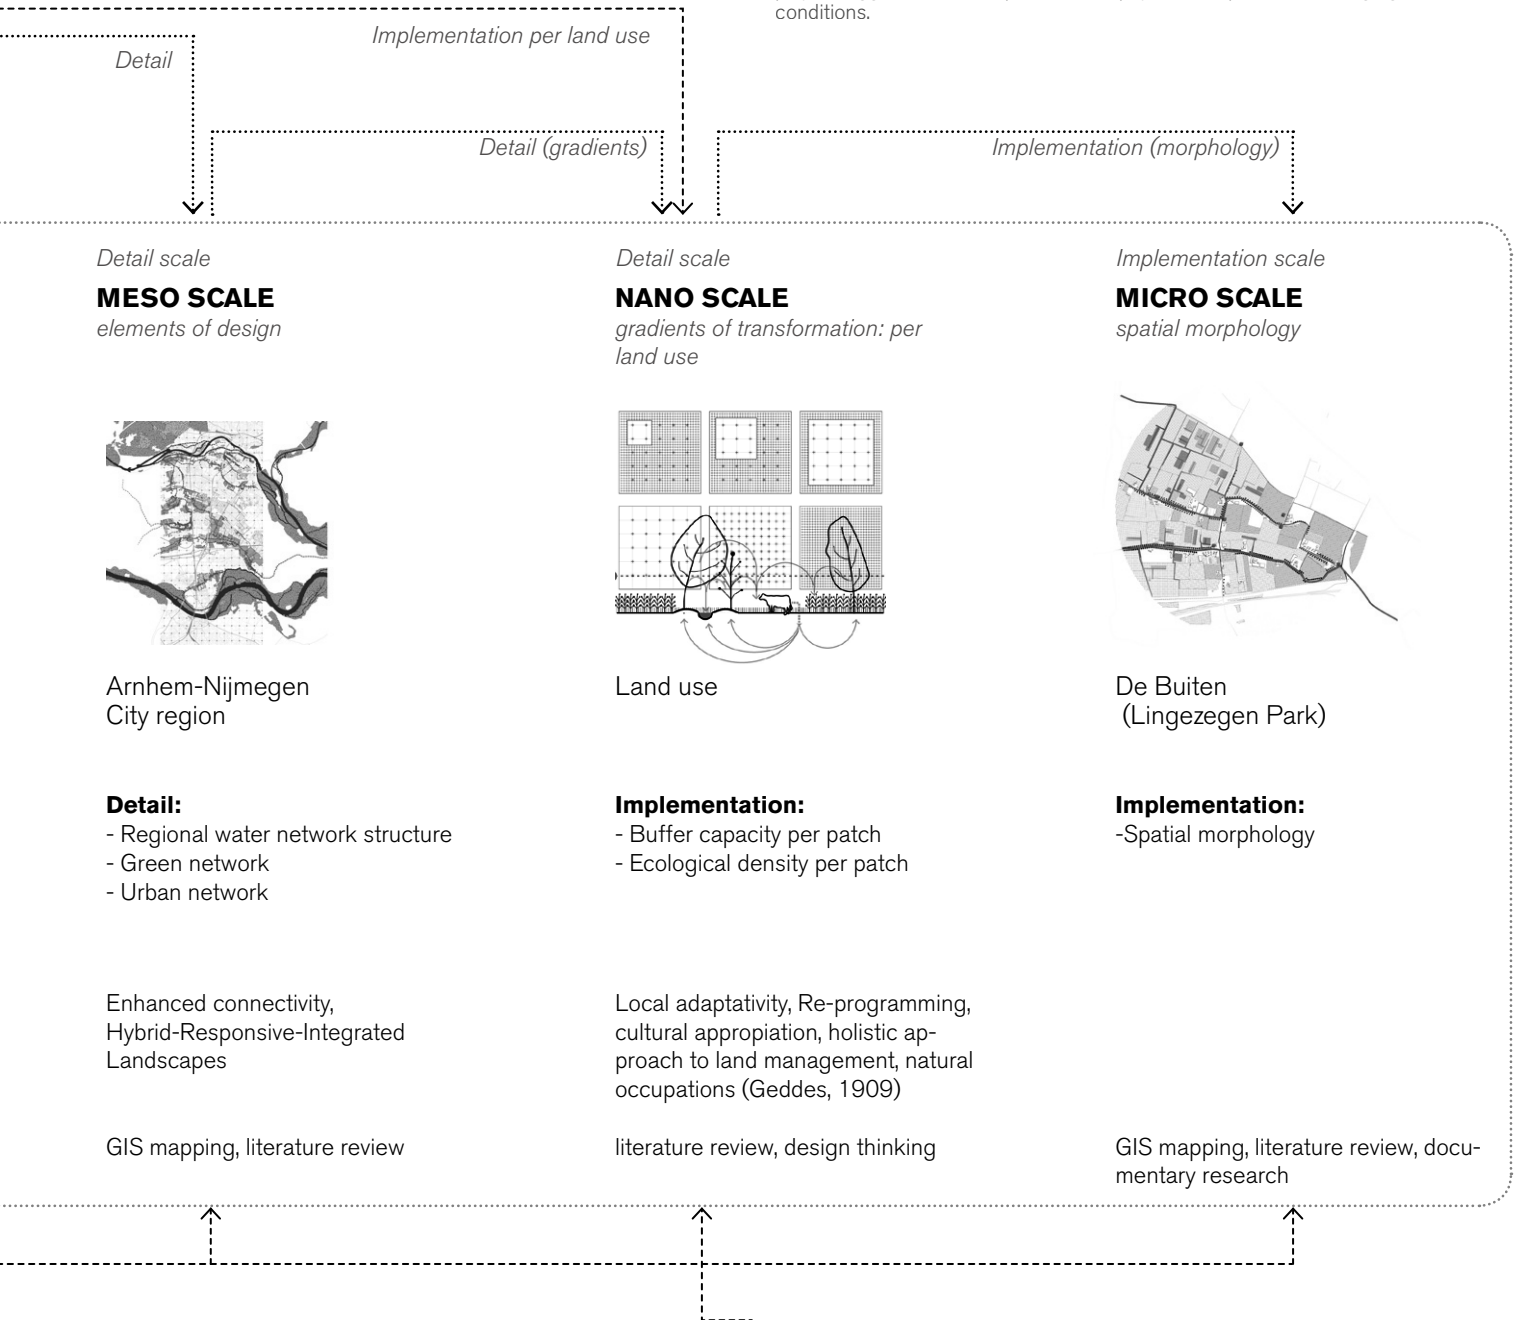 conditions.
Implementation per land use
Detail
Detail (gradients)
Implementation (morphology)
Detail scale
MESO SCALE
elements of design
Arnhem-Nijmegen
City region
Detail:
- Regional water network structure
- Green network
- Urban network
Enhanced connectivity,
Hybrid-Responsive-Integrated
Landscapes
GIS mapping, literature review
Detail scale
NANO SCALE
gradients of transformation: per
land use
Land use
Implementation:
- Buffer capacity per patch
- Ecological density per patch
Local adaptativity, Re-programming,
cultural appropiation, holistic ap-
proach to land management, natural
occupations (Geddes, 1909)
literature review, design thinking
Implementation scale
MICRO SCALE
spatial morphology
De Buiten
(Lingezegen Park)
Implementation:
-Spatial morphology
GIS mapping, literature review, docu-
mentary research